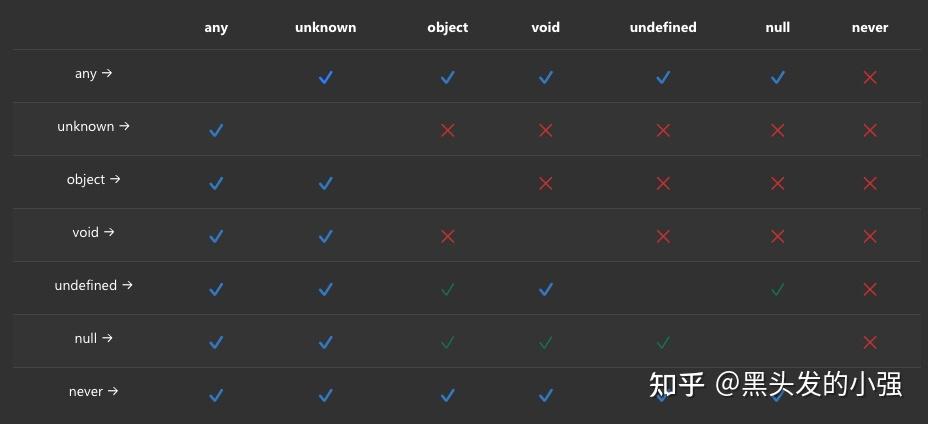 any unknown object void undefined null never
any → ✓ ✓ ✓ ✓ ✓ ✕
unknown → ✓ ✕ ✕ ✕ ✕ ✕
object → ✓ ✓ ✕ ✕ ✕ ✕
void → ✓ ✓ ✕ ✕ ✕ ✕
undefined → ✓ ✓ ✓ ✓ ✓ ✕
null → ✓ ✓ ✓ ✓ ✓ ✕
never → ✓ ✓ ✓ ✓ ✓ ✓
知乎 @黑头发的小强